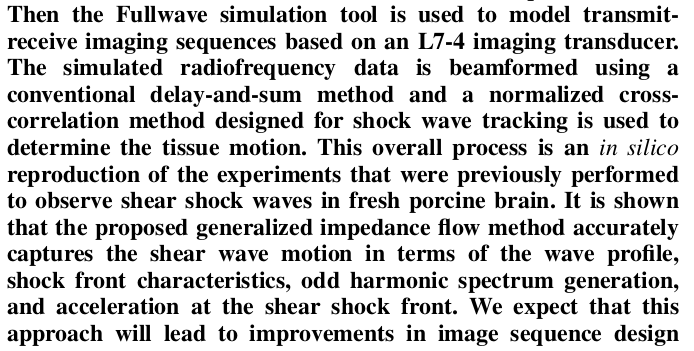 Then the Fullwave simulation tool is used to model transmit-
receive imaging sequences based on an L7-4 imaging transducer.
The simulated radiofrequency data is beamformed using a
conventional delay-and-sum method and a normalized cross-
correlation method designed for shock wave tracking is used to
determine the tissue motion. This overall process is an in silico
reproduction of the experiments that were previously performed
to observe shear shock waves in fresh porcine brain. It is shown
that the proposed generalized impedance flow method accurately
captures the shear wave motion in terms of the wave profile,
shock front characteristics, odd harmonic spectrum generation,
and acceleration at the shear shock front. We expect that this
approach will lead to improvements in image sequence design